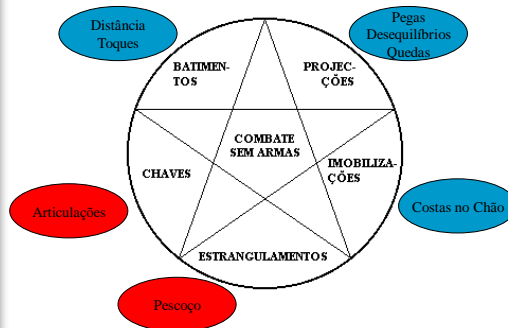 Distância
Toques
Pegas
Desequilíbrios
Quedas
BATIMEN-
TOS
PROJEC-
ÇÕES
COMBATE
SEM ARMAS
CHAVES
IMOBILIZA-
ÇÕES
Articulações
Costas no Chão
ESTRANGULAMENTOS
Pescoço